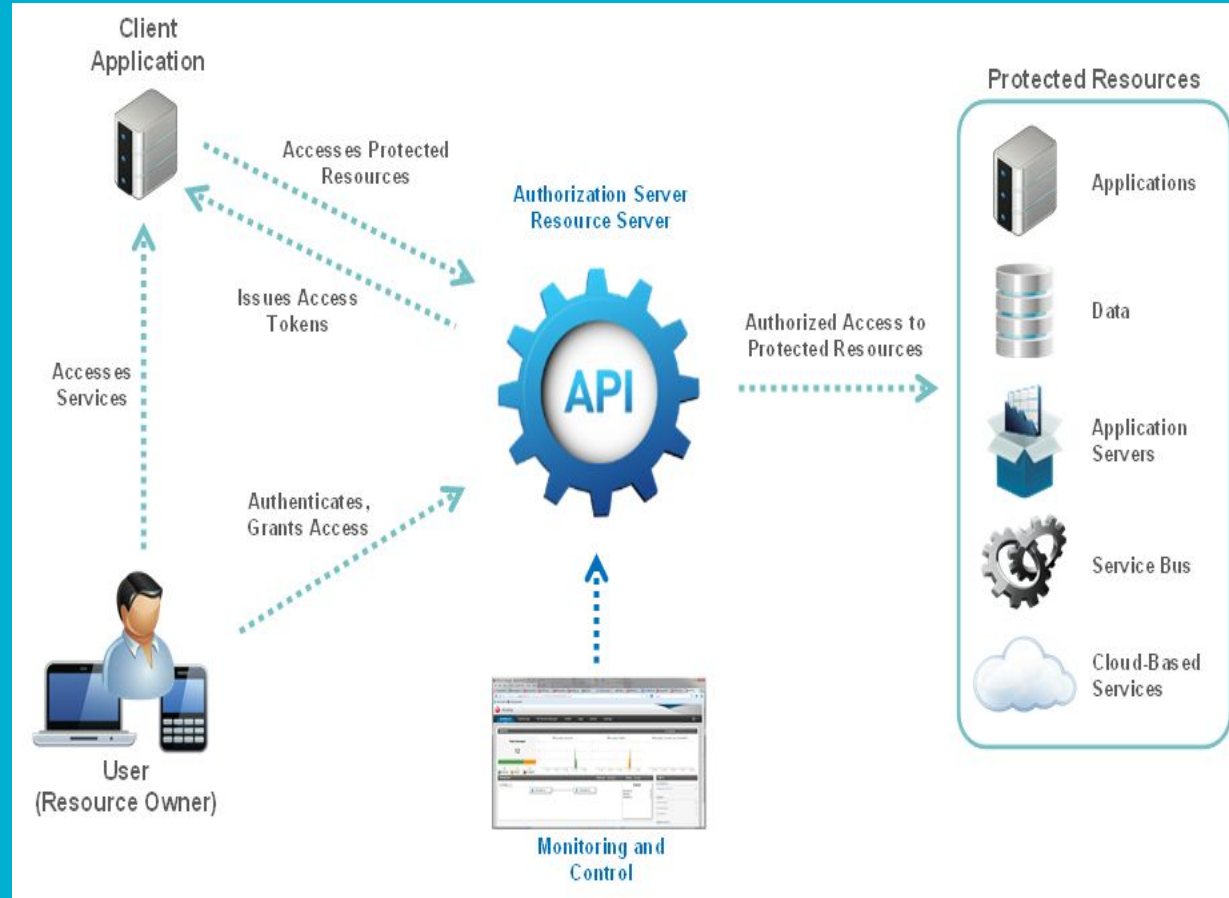 Client
Application
Accesses Protected
Resources
Issues Access
Tokens
Accesses
Services
Authenticates,
Grants Access
User
(Resource Owner)
Authorization Server
Resource Server
API
Monitoring and
Control
Authorized Access to
Protected Resources
Protected Resources
Applications
Data
Application
Servers
Service Bus
Cloud-Based
Services